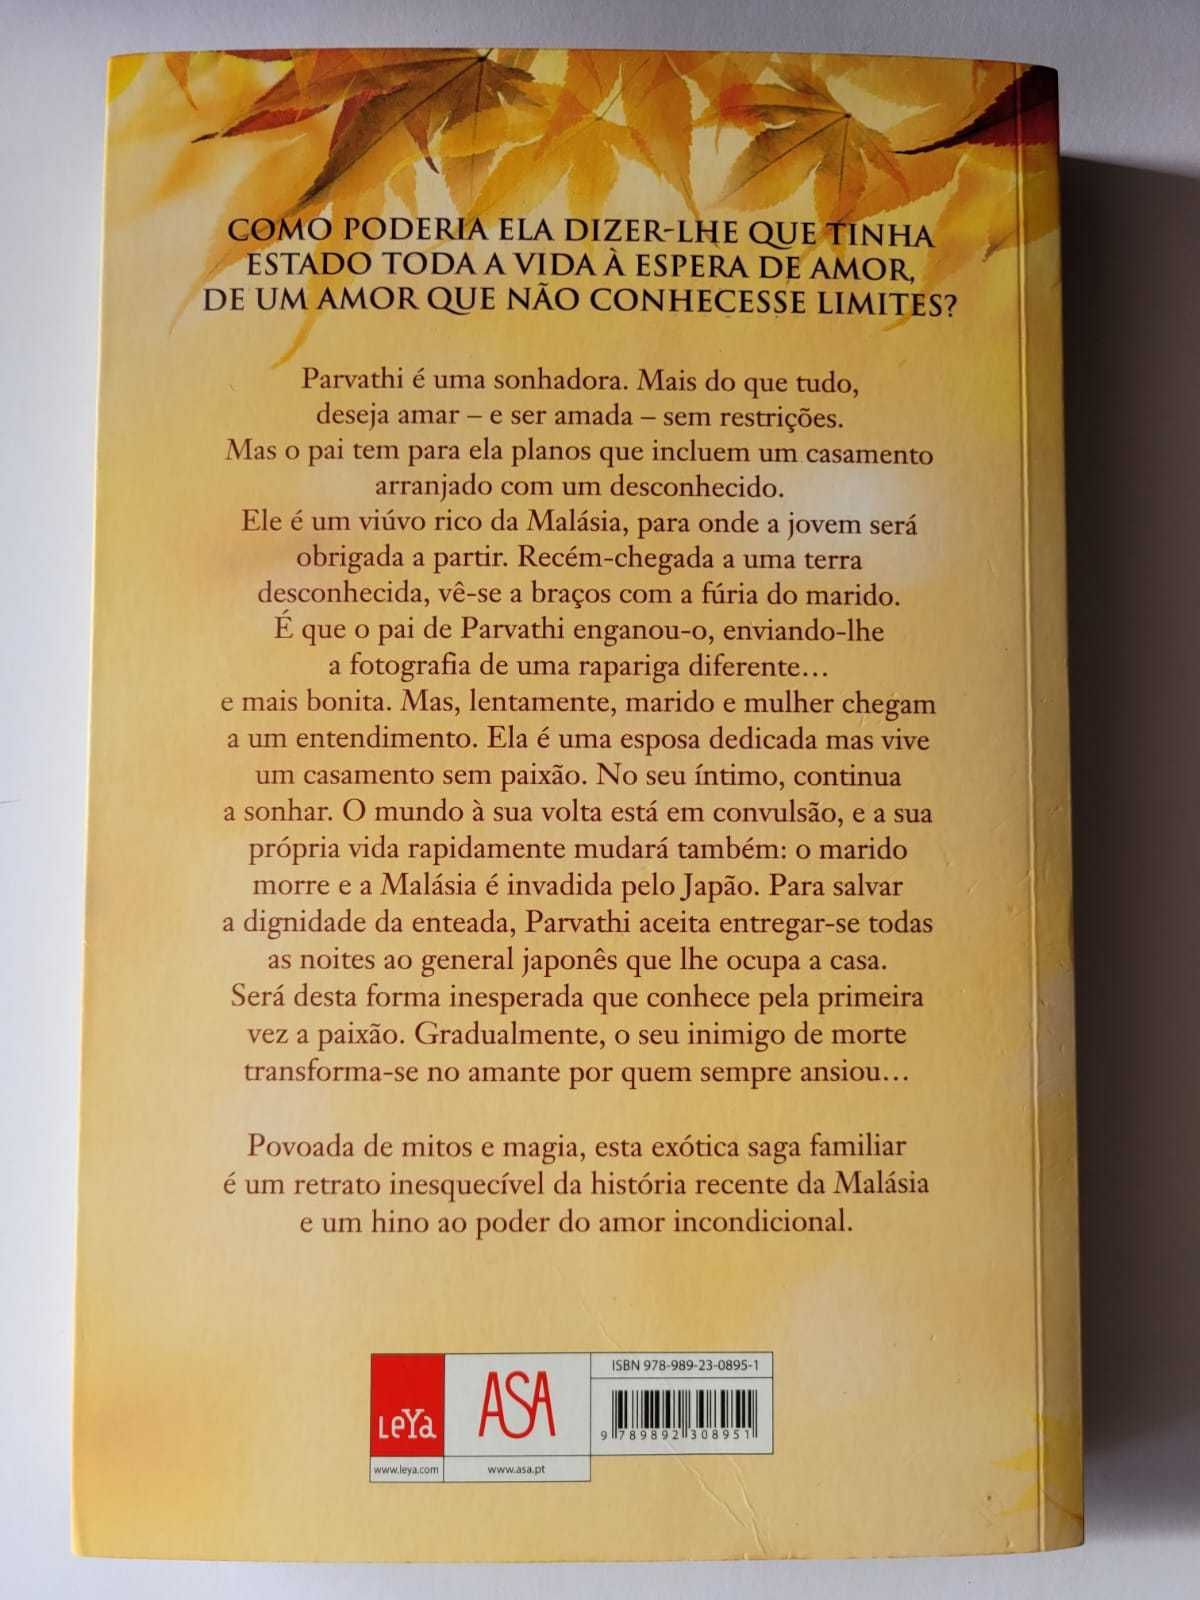 COMO PODERIA ELA DIZER-LHE QUE TINHA
ESTADO TODA A VIDA À ESPERA DE AMOR,
DE UM AMOR QUE NÃO CONHECESSE LIMITES?
Parvathi é uma sonhadora. Mais do que tudo,
deseja amar – e ser amada – sem restrições.
Mas o pai tem para ela planos que incluem um casamento
arranjado com um desconhecido.
Ele é um viúvo rico da Malásia, para onde a jovem será
obrigada a partir. Recém-chegada a uma terra
desconhecida, vê-se a braços com a fúria do marido.
É que o pai de Parvathi enganou-o, enviando-lhe
a fotografia de uma rapariga diferente…
e mais bonita. Mas, lentamente, marido e mulher chegam
a um entendimento. Ela é uma esposa dedicada mas vive
um casamento sem paixão. No seu íntimo, continua
a sonhar. O mundo à sua volta está em convulsão, e a sua
própria vida rapidamente mudará também: o marido
morre e a Malásia é invadida pelo Japão. Para salvar
a dignidade da enteada, Parvathi aceita entregar-se todas
as noites ao general japonês que lhe ocupa a casa.
Será desta forma inesperada que conhece pela primeira
vez a paixão. Gradualmente, o seu inimigo de morte
transforma-se no amante por quem sempre ansiou…
Povoada de mitos e magia, esta exótica saga familiar
é um retrato inesquecível da história recente da Malásia
e um hino ao poder do amor incondicional.
LeYa
www.leya.com
ASA
www.asa.pt
ISBN 978-989-23-0895-1
9 789892 308951